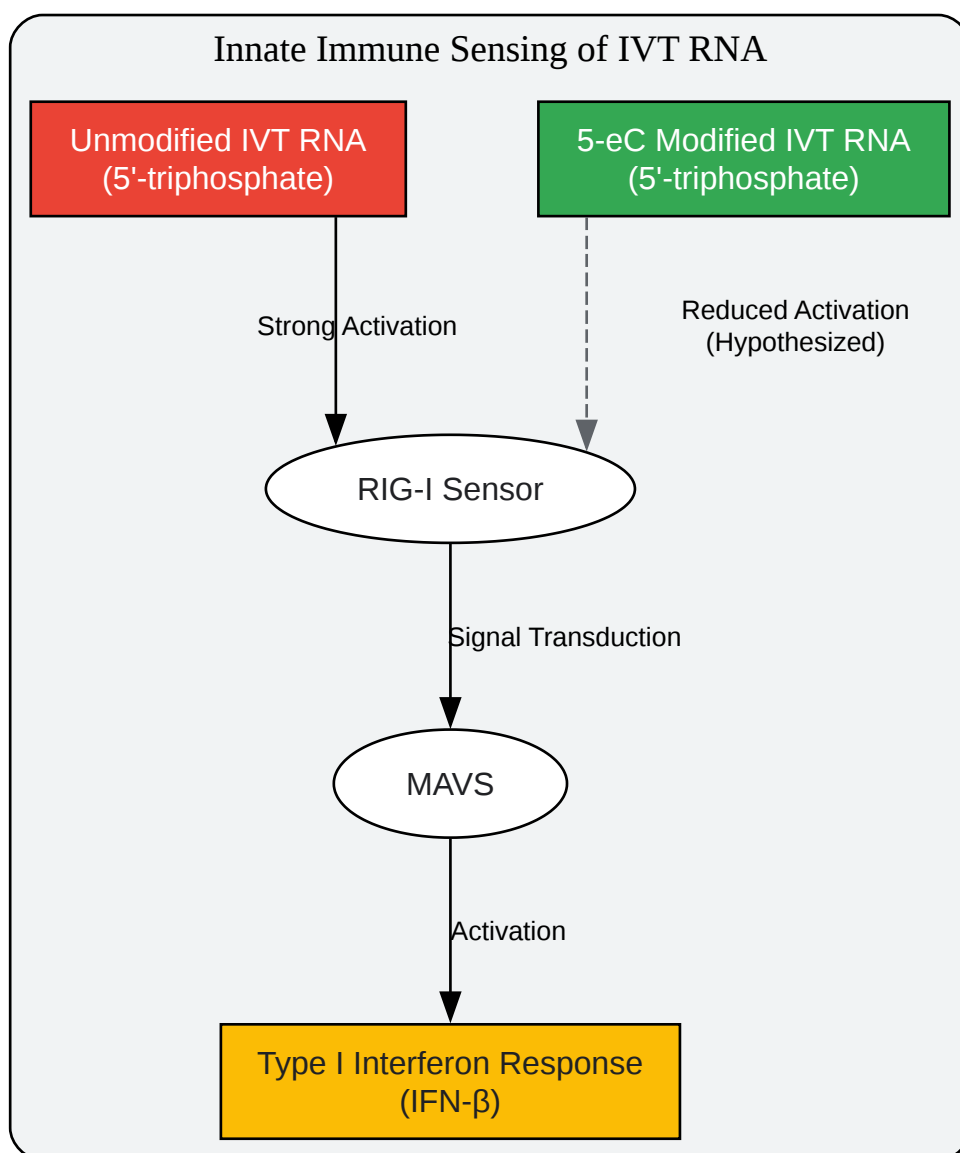 Innate Immune Sensing of IVT RNA
Unmodified IVT RNA
(5'-triphosphate)
5-eC Modified IVT RNA
(5'-triphosphate)
Strong Activation
Reduced Activation
(Hypothesized)
RIG-I Sensor
Signal Transduction
MAVS
Activation
Type I Interferon Response
(IFN-β)